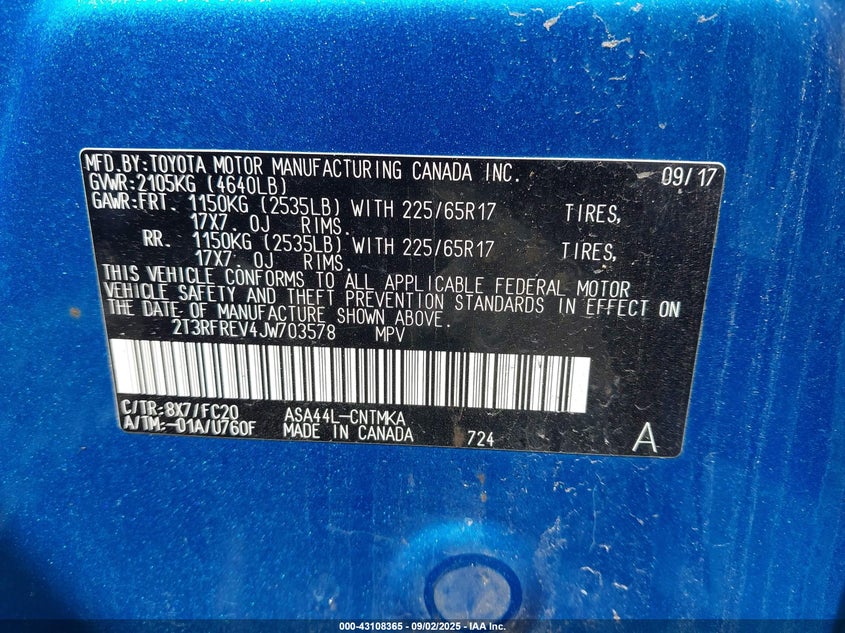 MFD.BY:TOYOTA MOTOR MANUFACTURING CANADA INC. 09/17
GVWR:2105KG (4640LB)
GAWR:FRT. 1150KG (2535LB) WITH 225/65R17 TIRES,
17X7. 0J RIMS.
RR. 1150KG (2535LB) WITH 225/65R17 TIRES,
17X7. 0J RIMS.
THIS VEHICLE CONFORMS TO ALL APPLICABLE FEDERAL MOTOR
VEHICLE SAFETY AND THEFT PREVENTION STANDARDS IN EFFECT ON
THE DATE OF MANUFACTURE SHOWN ABOVE.
2T3RFREV4JW703578 MPV
C/TR:8X7/FC20 ASA44L-CNTMKA
A/TM:-01A/U760F MADE IN CANADA 724 A
000-43108365 - 09/02/2025 - IAA Inc.